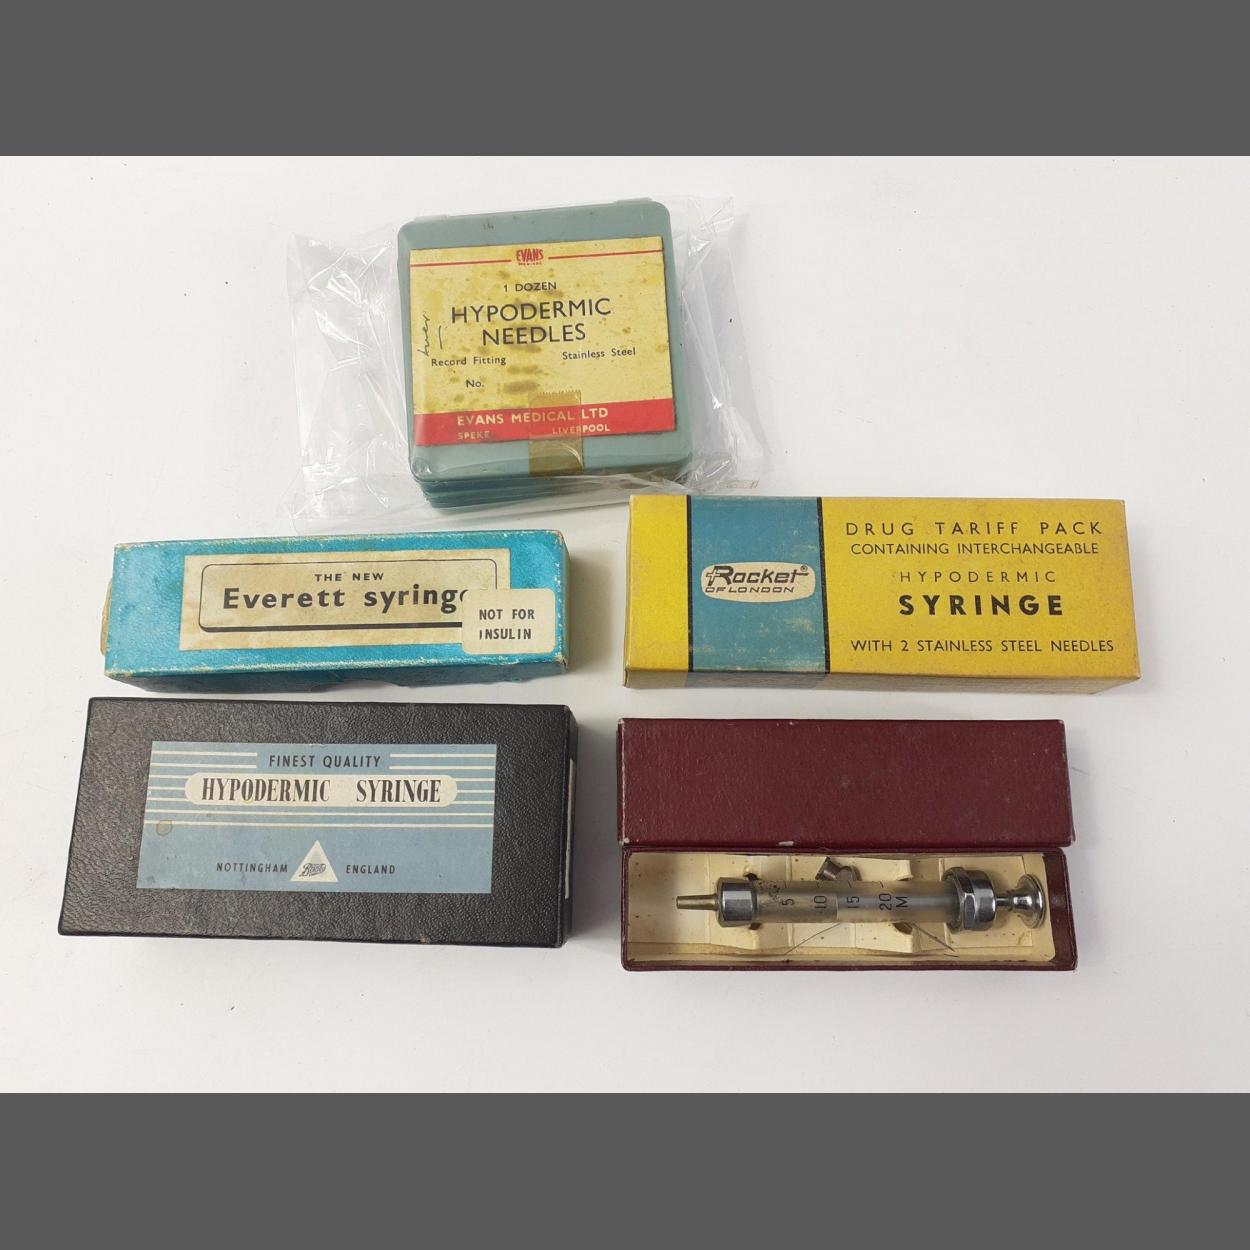 EVANS
MEDICAL
1 DOZEN
HYPODERMIC
NEEDLES
Record Fitting Stainless Steel
No.
EVANS MEDICAL LTD
SPEKE LIVERPOOL
THE NEW
Everett syringe
NOT FOR
INSULIN
Rocket
OF LONDON
DRUG TARIFF PACK
CONTAINING INTERCHANGEABLE
HYPODERMIC
SYRINGE
WITH 2 STAINLESS STEEL NEEDLES
FINEST QUALITY
HYPODERMIC SYRINGE
NOTTINGHAM Boots ENGLAND
5 10 15 20 M